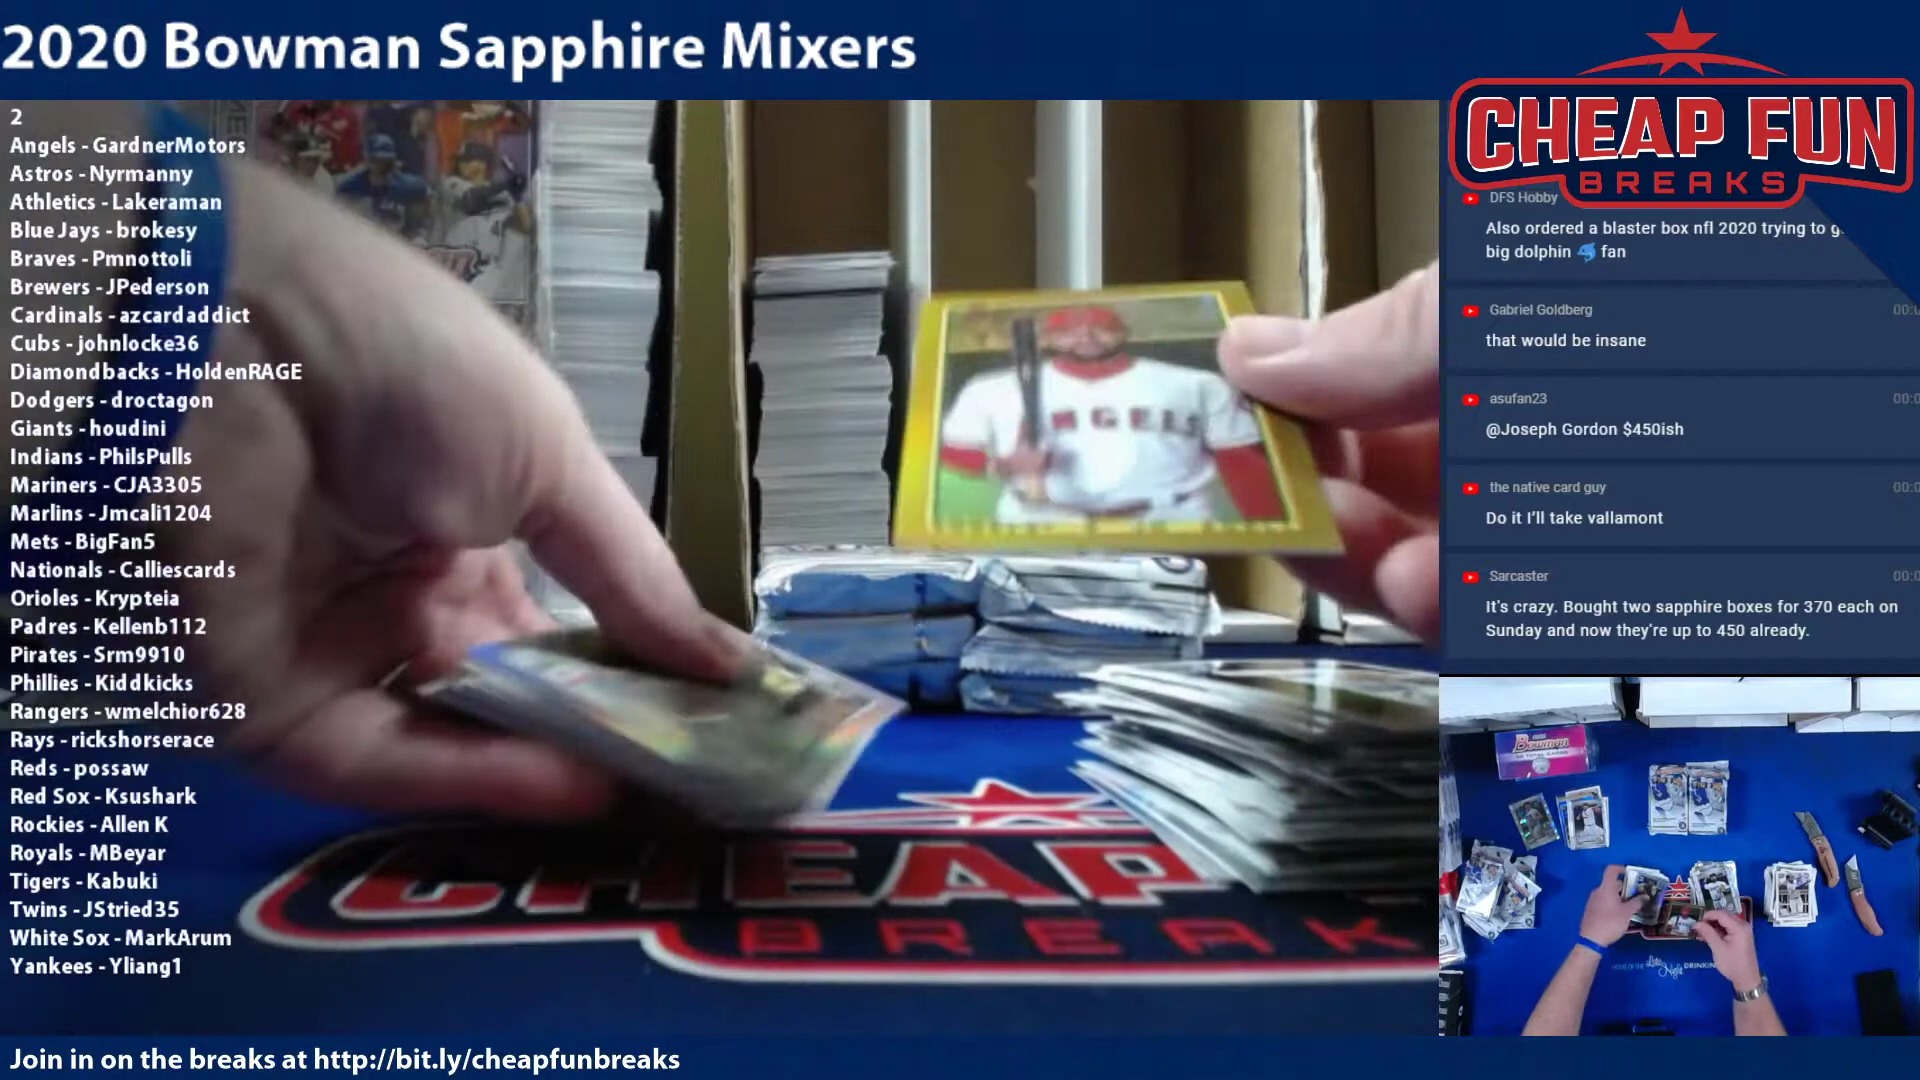 2020 Bowman Sapphire Mixers
2
Angels - GardnerMotors
Astros - Nyrmanny
Athletics - Lakeraman
Blue Jays - brokesy
Braves - Pmnottoli
Brewers - JPederson
Cardinals - azcardaddict
Cubs - johnlocke36
Diamondbacks - HoldenRAGE
Dodgers - droctagon
Giants - houdini
Indians - PhilsPulls
Mariners - CJA3305
Marlins - Jmcali1204
Mets - BigFan5
Nationals - Calliescards
Orioles - Krypteia
Padres - Kellenb112
Pirates - Srm9910
Phillies - Kiddkicks
Rangers - wmelchior628
Rays - rickshorserace
Reds - possaw
Red Sox - Ksushark
Rockies - Allen K
Royals - MBeyar
Tigers - Kabuki
Twins - JStried35
White Sox - MarkArum
Yankees - Yliang1
ANGELS
CHEAP
BREAK
CHEAP FUN
BREAKS
DFS Hobby
Also ordered a blaster box nfl 2020 trying to
big dolphin 🐬 fan
Gabriel Goldberg
that would be insane
asufan23
@Joseph Gordon $450ish
the native card guy
Do it I'll take vallamont
Sarcaster
It's crazy. Bought two sapphire boxes for 370 each on
Sunday and now they're up to 450 already.
Bowman
Late
Night
DRINKIN
Join in on the breaks at http://bit.ly/cheapfunbreaks